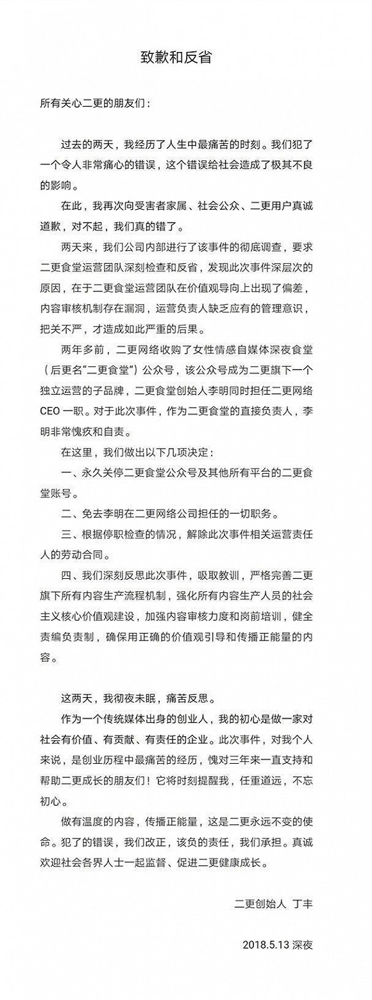 致歉和反省
所有关心二更的朋友们：
过去的两天，我经历了人生中最痛苦的时刻。我们犯了
一个令人非常痛心的错误，这个错误给社会造成了极其不良
的影响。
在此，我再次向受害者家属、社会公众、二更用户真诚
道歉，对不起，我们真的错了。
两天来，我们公司内部进行了该事件的彻底调查，要求
二更食堂运营团队深刻检查和反省，发现此次事件深层次的
原因，在于二更食堂运营团队在价值观导向上出现了偏差，
内容审核机制存在漏洞，运营负责人缺乏应有的管理意识，
把关不严，才造成如此严重的后果。
两年多前，二更网络收购了女性情感自媒体深夜食堂
（后更名“二更食堂”）公众号，该公众号成为二更旗下一个
独立运营的子品牌，二更食堂创始人李明同时担任二更网络
CEO 一职。对于此次事件，作为二更食堂的直接负责人，李
明非常愧疚和自责。
在这里，我们做出以下几项决定：
一、永久关停二更食堂公众号及其他所有平台的二更食
堂账号。
二、免去李明在二更网络公司担任的一切职务。
三、根据停职检查的情况，解除此次事件相关运营责任
人的劳动合同。
四、我们深刻反思此次事件，吸取教训，严格完善二更
旗下所有内容生产流程机制，强化所有内容生产人员的社会
主义核心价值观建设，加强内容审核力度和岗前培训，健全
责编负责制，确保用正确的价值观引导和传播正能量的内
容。
这两天，我彻夜未眠，痛苦反思。
作为一个传统媒体出身的创业人，我的初心是做一家对
社会有价值、有贡献、有责任的企业。此次事件，对我个人
来说，是创业历程中最痛苦的经历，愧对三年来一直支持和
帮助二更成长的朋友们！它将时刻提醒我，任重道远，不忘
初心。
做有温度的内容，传播正能量，这是二更永远不变的使
命。犯了的错误，我们改正，该负的责任，我们承担。真诚
欢迎社会各界人士一起监督、促进二更健康成长。
二更创始人 丁丰
2018.5.13 深夜